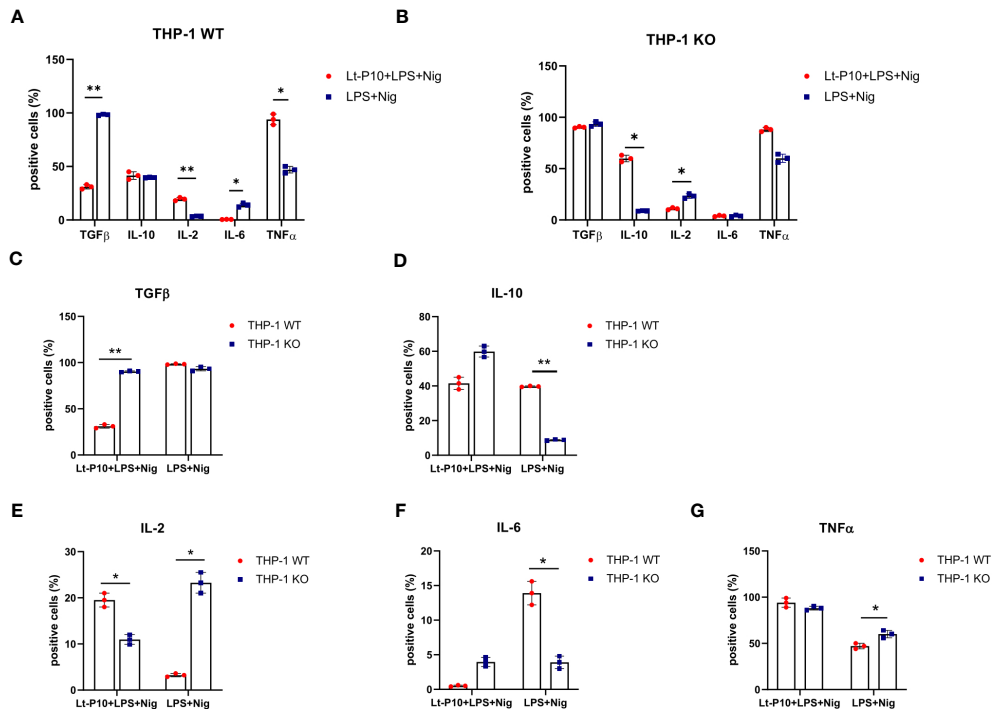 A
THP-1 WT
positive cells (%)
150
100
50
0
**
**
*
*
TGFβ IL-10 IL-2 IL-6 TNFα
Lt-P10+LPS+Nig
LPS+Nig
B
THP-1 KO
positive cells (%)
150
100
50
0
*
*
TGFβ IL-10 IL-2 IL-6 TNFα
Lt-P10+LPS+Nig
LPS+Nig
C
TGFβ
positive cells (%)
150
100
50
0
**
Lt-P10+LPS+Nig LPS+Nig
THP-1 WT
THP-1 KO
D
IL-10
positive cells (%)
80
60
40
20
0
**
Lt-P10+LPS+Nig LPS+Nig
THP-1 WT
THP-1 KO
E
IL-2
positive cells (%)
30
20
10
0
*
*
Lt-P10+LPS+Nig LPS+Nig
THP-1 WT
THP-1 KO
F
IL-6
positive cells (%)
20
15
10
5
0
*
Lt-P10+LPS+Nig LPS+Nig
THP-1 WT
THP-1 KO
G
TNFα
positive cells (%)
150
100
50
0
*
Lt-P10+LPS+Nig LPS+Nig
THP-1 WT
THP-1 KO